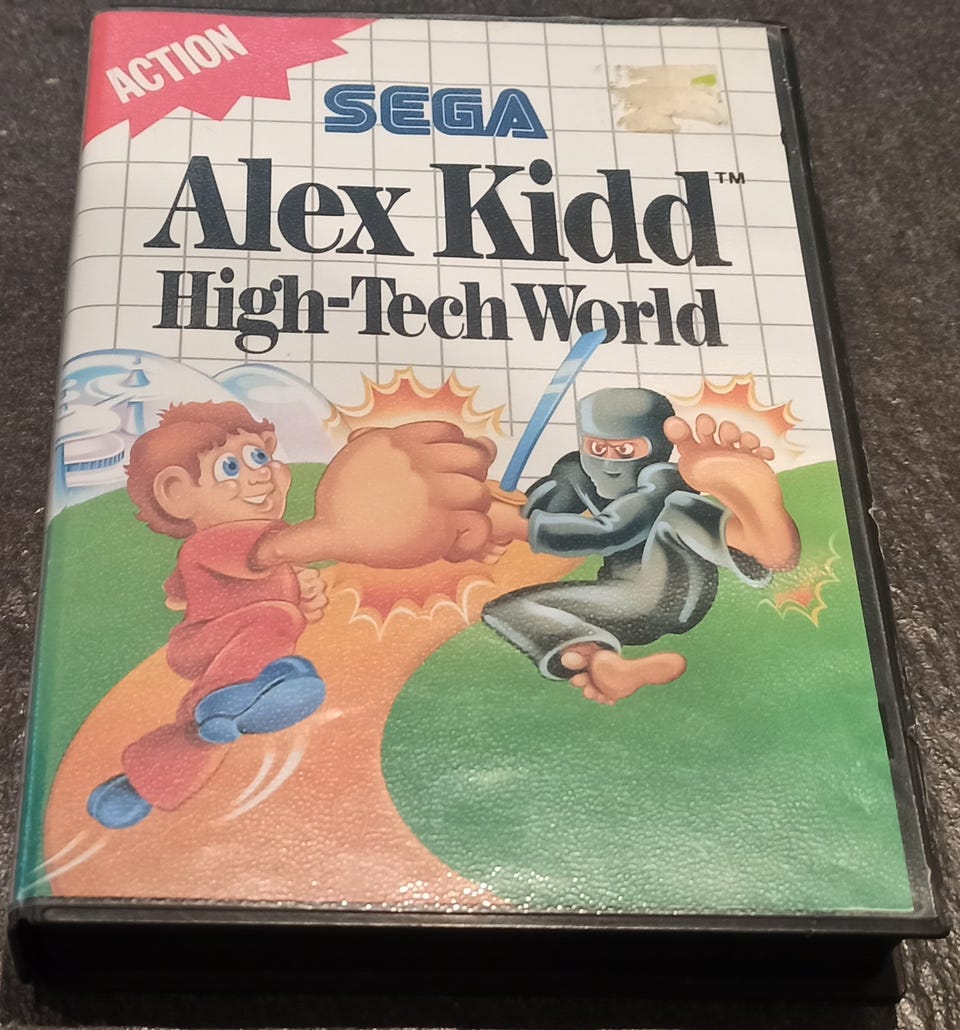 ACTION
SEGA
Alex Kidd™
High-Tech World